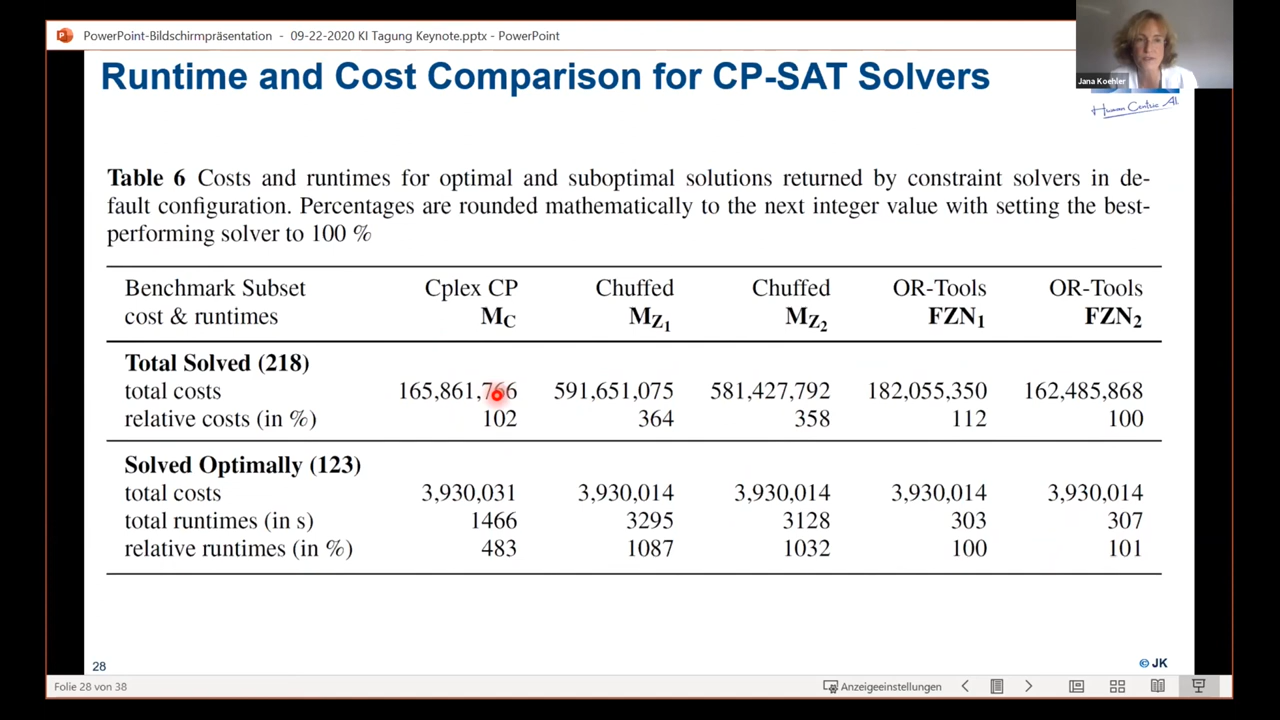 PowerPoint-Bildschirmpräsentation - 09-22-2020 KI Tagung Keynote.pptx - PowerPoint
Jana Koehler
Runtime and Cost Comparison for CP-SAT Solvers
Human Centric AI
Table 6 Costs and runtimes for optimal and suboptimal solutions returned by constraint solvers in de-
fault configuration. Percentages are rounded mathematically to the next integer value with setting the best-
performing solver to 100 %
Benchmark Subset Cplex CP Chuffed Chuffed OR-Tools OR-Tools
cost & runtimes MC MZ1 MZ2 FZN1 FZN2
Total Solved (218)
total costs 165,861,766 591,651,075 581,427,792 182,055,350 162,485,868
relative costs (in %) 102 364 358 112 100
Solved Optimally (123)
total costs 3,930,031 3,930,014 3,930,014 3,930,014 3,930,014
total runtimes (in s) 1466 3295 3128 303 307
relative runtimes (in %) 483 1087 1032 100 101
28
© JK
Folie 28 von 38
Anzeigeeinstellungen